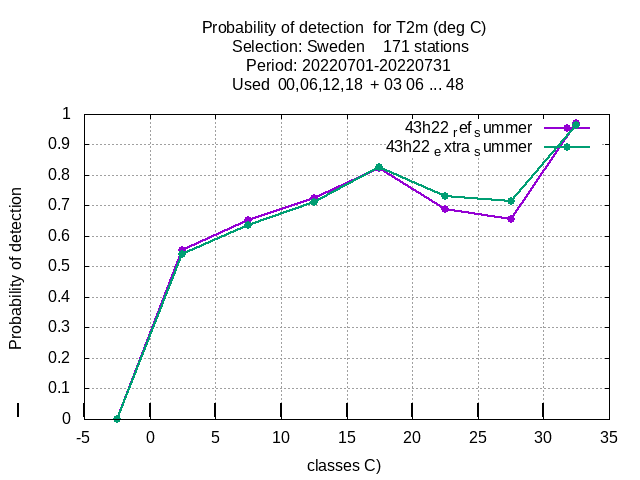 Probability of detection  for T2m (deg C)
Selection: Sweden    171 stations
Period: 20220701-20220731
Used  00,06,12,18  + 03 06 ... 48
1
43h22 ref summer
0.9
43h22 extra summer
0.8
0.7
0.6
0.5
0.4
0.3
0.2
0.1
0
Probability of detection
-5 0 5 10 15 20 25 30 35
classes C)